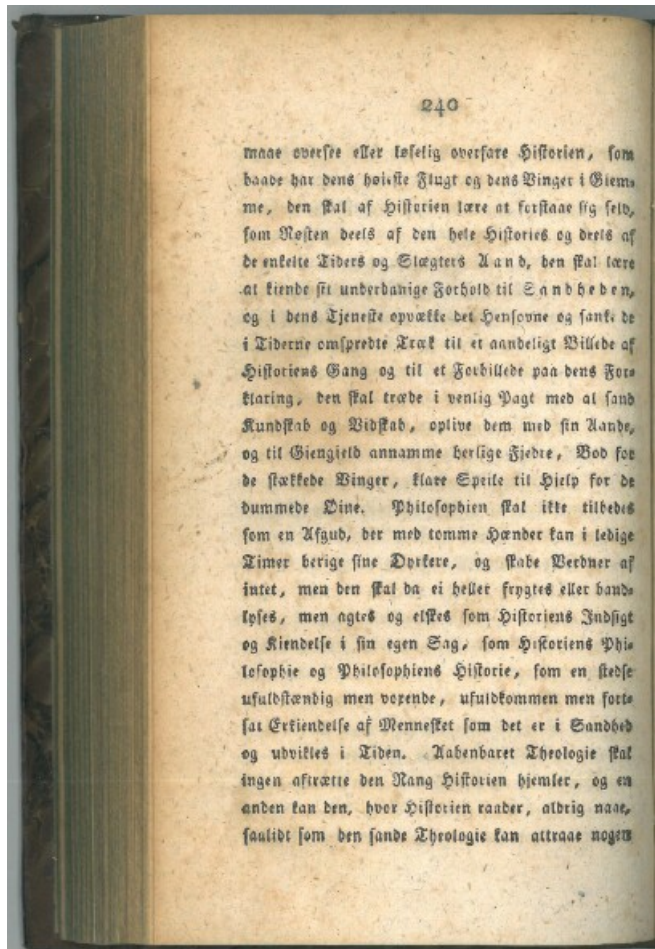 240
maae oversee eller løselig overfare Historien, som
baade har dens høieste Flugt og dens Vinger i Giem-
me, den skal af Historien lære at forstaae sig selv,
som Næsten deels af den hele Histories og deels af
de enkelte Tiders og Slægters Aand, den skal lære
at kiende sit underdanige Forhold til Sandheden,
og i dens Tjeneste opvække det Hensovne og sanke de
i Tiderne omspredte Træk til et aandeligt Billede af
Historiens Gang og til et Forbillede paa dens For-
klaring, den skal træde i venlig Pagt med al sand
Kundskab og Vidskab, oplive dem med sin Aande,
og til Giengield annamme herlige Fjedre, Bod for
de stækkede Vinger, klare Speile til Hjelp for de
dummede Øine. Philosophien skal ikke tilbedes
som en Afgud, der med tomme Hænder kan i ledige
Timer berige sine Dyrkere, og skabe Verdner af
intet, men den skal da ei heller frygtes eller band-
lyses, men agtes og elskes som Historiens Indsigt
og Kiendelse i sin egen Sag, som Historiens Phi-
losophie og Philosophiens Historie, som en stedse
ufuldstændig men voxende, ufuldkommen men fort-
sat Erkiendelse af Mennesket som det er i Sandhed
og udvikles i Tiden. Aabenbaret Theologie skal
ingen aftrætte den Rang Historien hjemler, og en
anden kan den, hvor Historien raader, aldrig naae,
saalidt som den sande Theologie kan attraae nogen